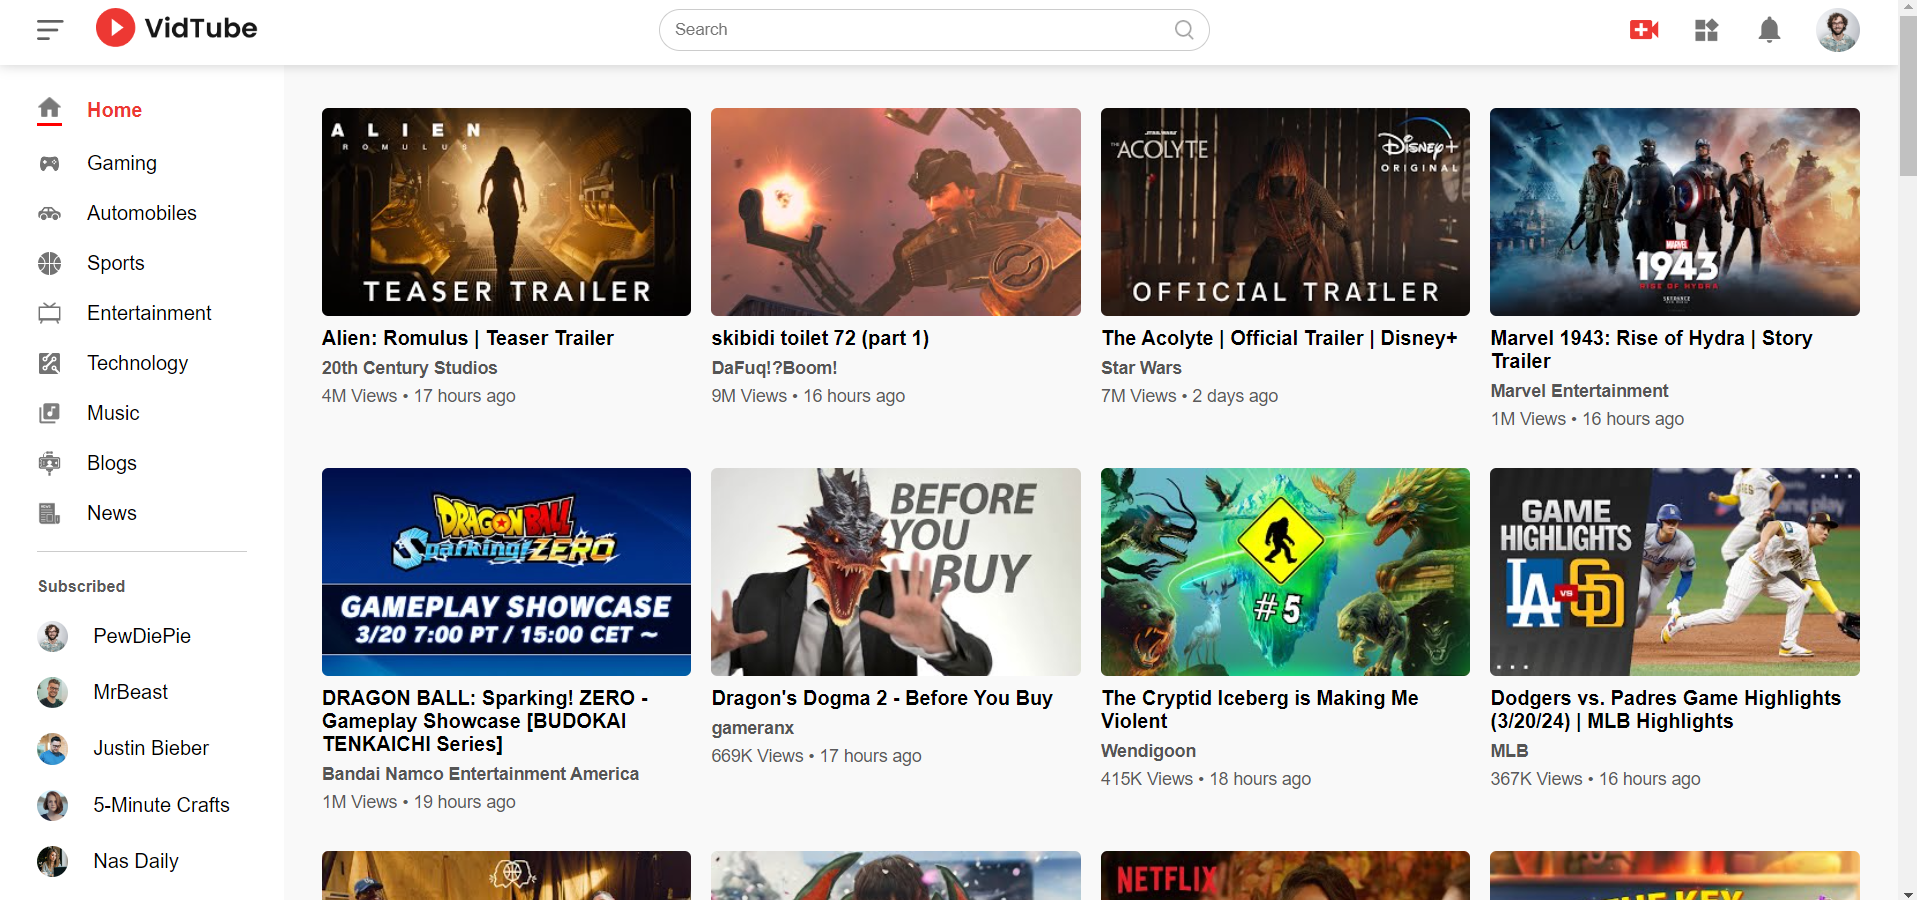 VidTube
Search
Home
Gaming
Automobiles
Sports
Entertainment
Technology
Music
Blogs
News
Subscribed
PewDiePie
MrBeast
Justin Bieber
5-Minute Crafts
Nas Daily
ALIEN
ROMULUS
TEASER TRAILER
Alien: Romulus | Teaser Trailer
20th Century Studios
4M Views • 17 hours ago
skibidi toilet 72 (part 1)
DaFuq!?Boom!
9M Views • 16 hours ago
STAR WARS
THE ACOLYTE
Disney+
ORIGINAL
OFFICIAL TRAILER
The Acolyte | Official Trailer | Disney+
Star Wars
7M Views • 2 days ago
MARVEL
1943
RISE OF HYDRA
SKYDANCE
Marvel 1943: Rise of Hydra | Story
Trailer
Marvel Entertainment
1M Views • 16 hours ago
DRAGON BALL
Sparking! ZERO
GAMEPLAY SHOWCASE
3/20 7:00 PT / 15:00 CET ~
DRAGON BALL: Sparking! ZERO -
Gameplay Showcase [BUDOKAI
TENKAICHI Series]
Bandai Namco Entertainment America
1M Views • 19 hours ago
BEFORE
YOU
BUY
Dragon's Dogma 2 - Before You Buy
gameranx
669K Views • 17 hours ago
#5
The Cryptid Iceberg is Making Me
Violent
Wendigoon
415K Views • 18 hours ago
GAME
HIGHLIGHTS
LA VS SD
Dodgers vs. Padres Game Highlights
(3/20/24) | MLB Highlights
MLB
367K Views • 16 hours ago
NETFLIX
THE KEY